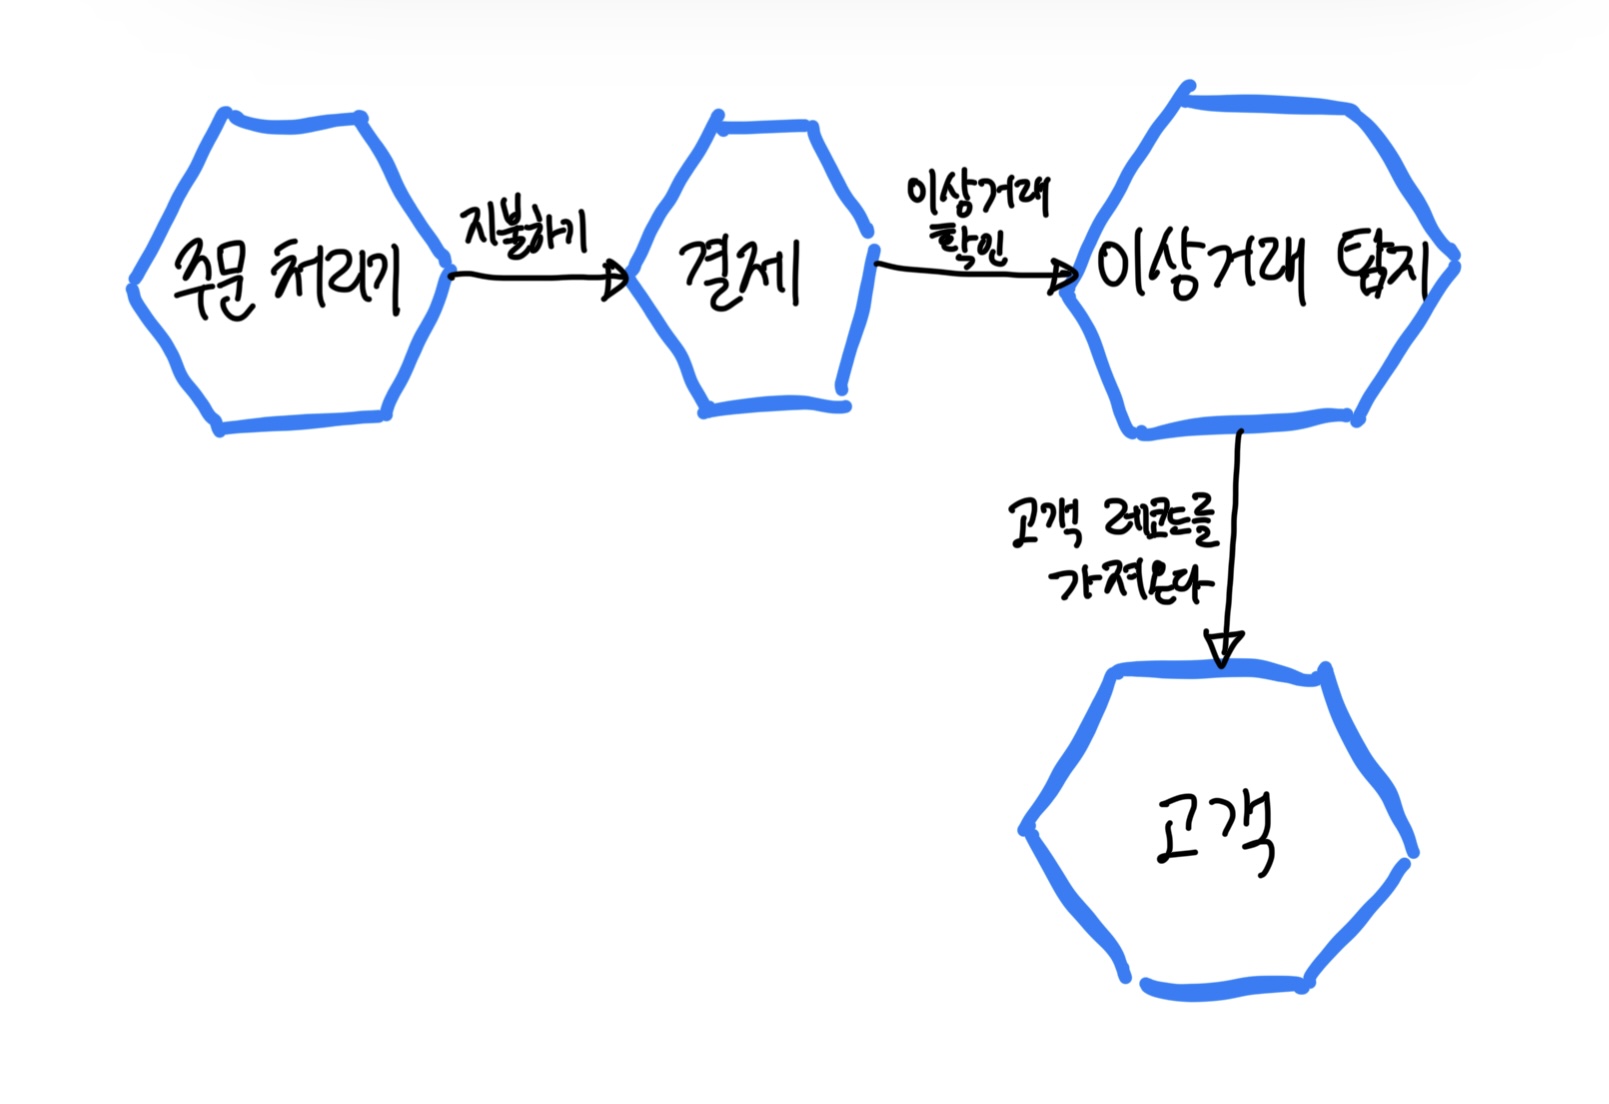 주문 처리기
지불하기
결제
이상거래
확인
이상거래 탐지
고객 레코드를
가져온다
고객